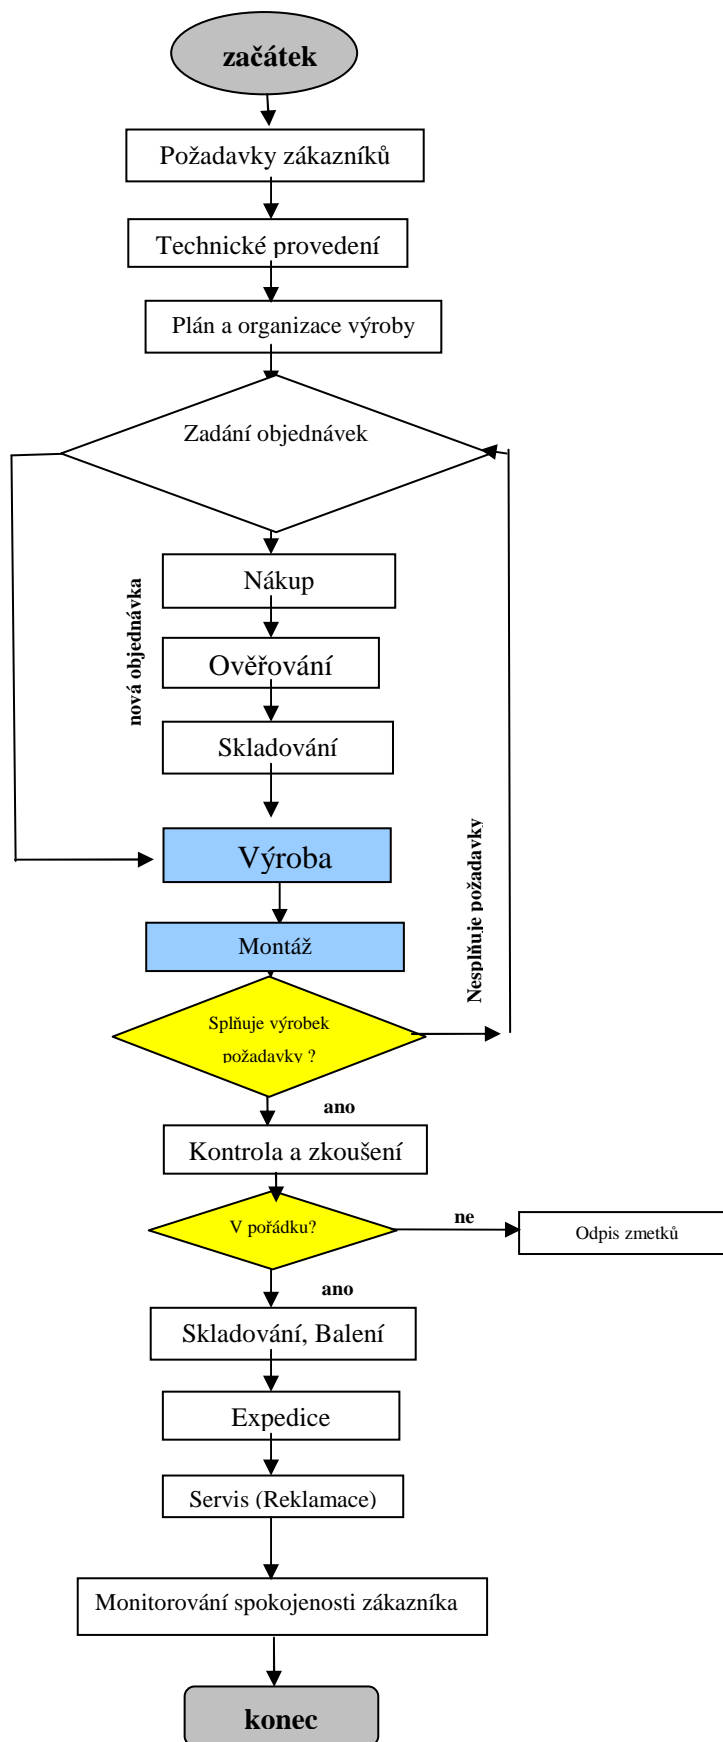 začátek
Požadavky zákazníků
Technické provedení
Plán a organizace výroby
Zadání objednávek
Nákup
nová objednávka
Ověřování
Skladování
Výroba
Nesplňuje požadavky
Montáž
Splňuje výrobek
požadavky ?
ano
Kontrola a zkoušení
V pořádku?
ne
Odpis zmetků
ano
Skladování, Balení
Expedice
Servis (Reklamace)
Monitorování spokojenosti zákazníka
konec